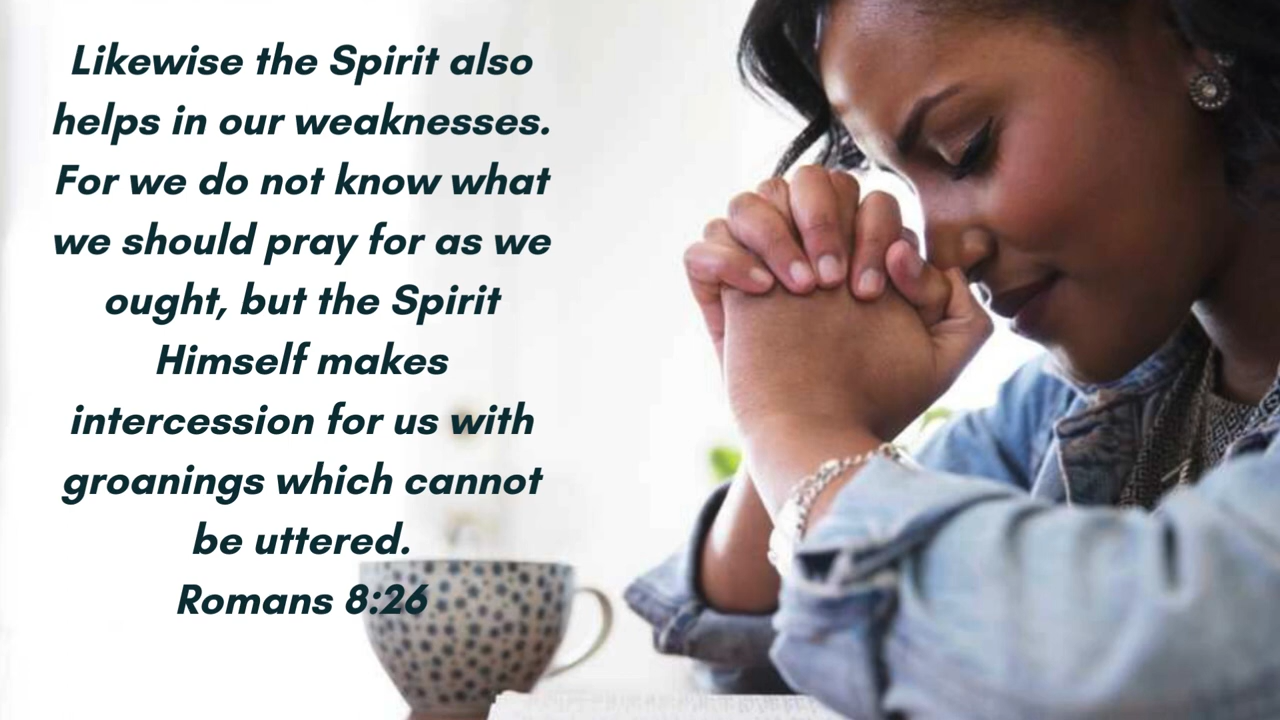 Likewise the Spirit also
helps in our weaknesses.
For we do not know what
we should pray for as we
ought, but the Spirit
Himself makes
intercession for us with
groanings which cannot
be uttered.
Romans 8:26